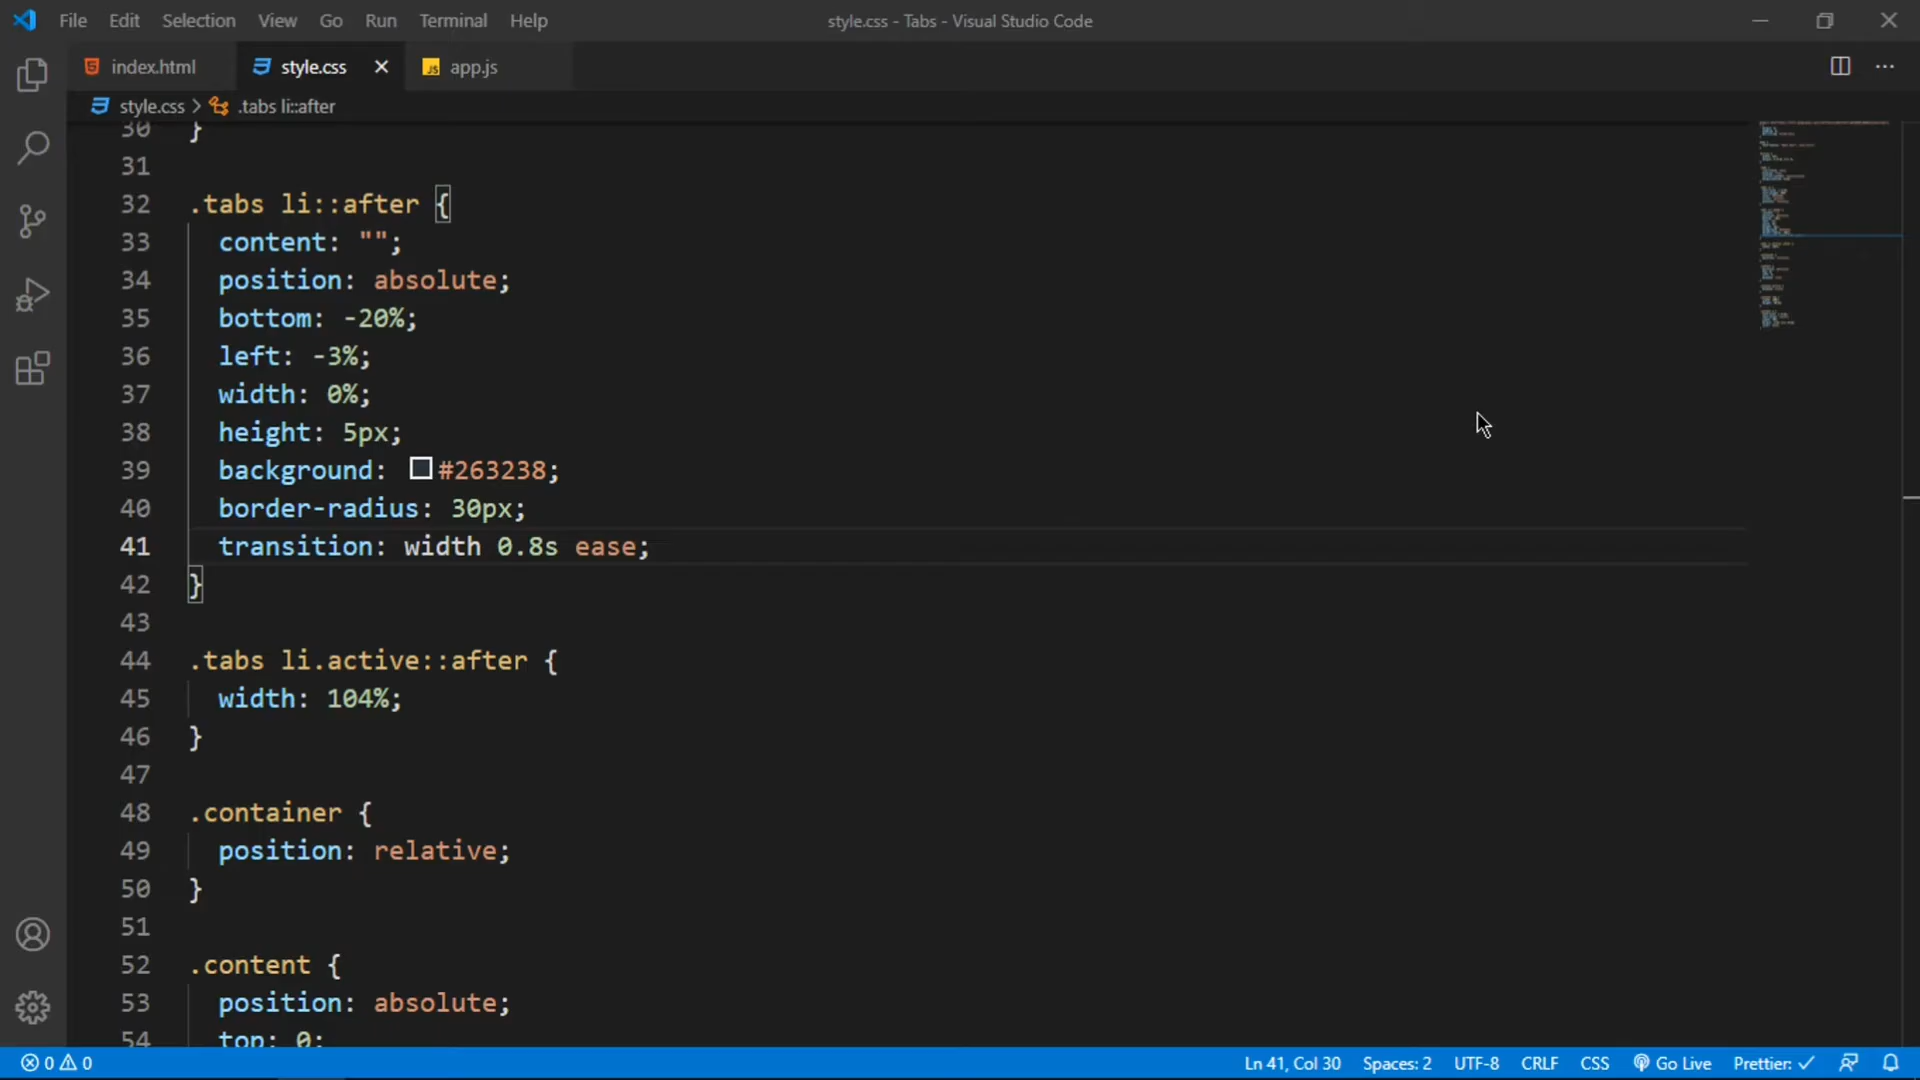 File Edit Selection View Go Run Terminal Help style.css - Tabs - Visual Studio Code
index.html style.css app.js
style.css > .tabs li::after
30 }
31
32 .tabs li::after {
33 content: "";
34 position: absolute;
35 bottom: -20%;
36 left: -3%;
37 width: 0%;
38 height: 5px;
39 background: #263238;
40 border-radius: 30px;
41 transition: width 0.8s ease;
42 }
43
44 .tabs li.active::after {
45 width: 104%;
46 }
47
48 .container {
49 position: relative;
50 }
51
52 .content {
53 position: absolute;
54 top: 0;
0 0 Ln 41, Col 30 Spaces: 2 UTF-8 CRLF CSS Go Live Prettier: ✓